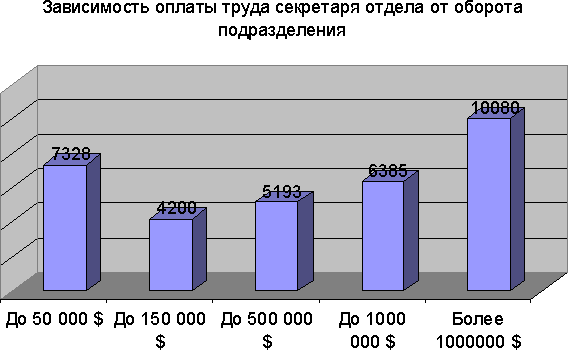 Зависимость оплаты труда секретаря отдела от оборота
подразделения
7328
4200
5193
6385
10080
До 50 000 $
До 150 000
$
До 500 000
$
До 1000
000 $
Более
1000000 $